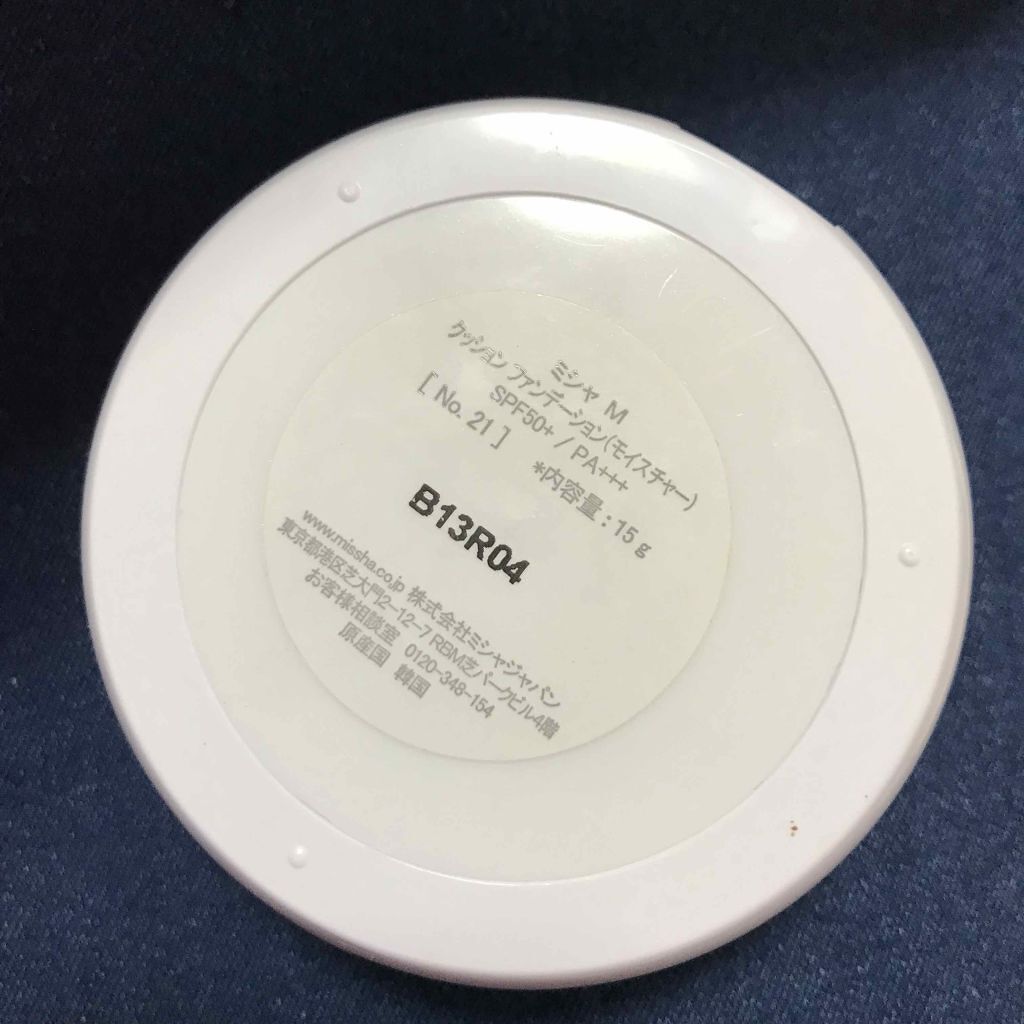 ミシャ M
クッション ファンデーション(モイスチャー)
SPF50+ / PA+++
[ No. 21 ]
*内容量 : 15 g
B13R04
www.missha.co.jp 株式会社ミシャジャパン
東京都港区芝大門2-12-7 RBM芝パークビル4階
お客様相談室 0120-348-154
原産国 韓国